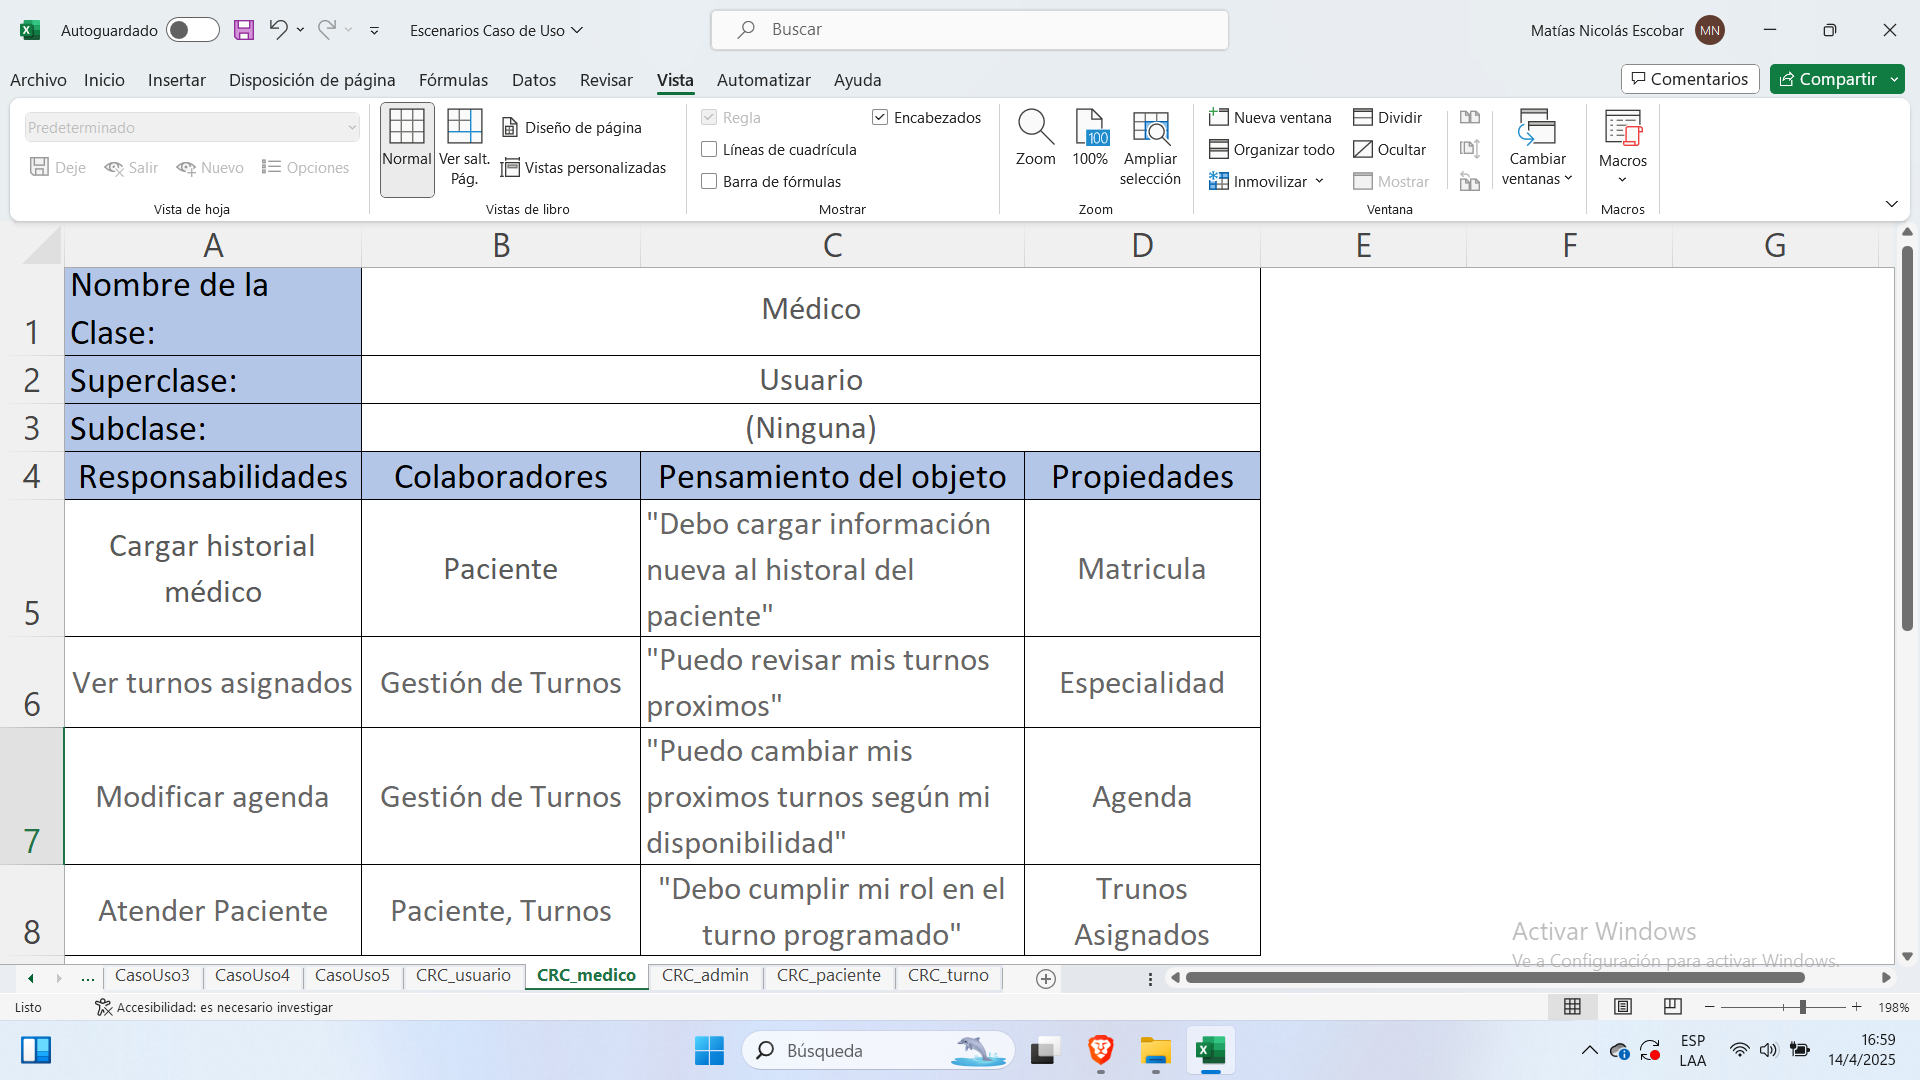 Autoguardado
Escenarios Caso de Uso
Buscar
Matías Nicolás Escobar
MN
Archivo Inicio Insertar Disposición de página Fórmulas Datos Revisar Vista Automatizar Ayuda
Comentarios
Compartir
Predeterminado
Deje Salir Nuevo Opciones
Vista de hoja
Normal
Ver salt. Pág.
Diseño de página
Vistas personalizadas
Vistas de libro
Regla
Encabezados
Líneas de cuadrícula
Barra de fórmulas
Mostrar
Zoom
100
100%
Ampliar selección
Zoom
Nueva ventana
Organizar todo
Inmovilizar
Dividir
Ocultar
Mostrar
Cambiar ventanas
Ventana
Macros
Macros
A B C D E F G
1 Nombre de la
Clase:
Médico
2 Superclase: Usuario
3 Subclase: (Ninguna)
4 Responsabilidades Colaboradores Pensamiento del objeto Propiedades
5 Cargar historial
médico
Paciente
"Debo cargar información
nueva al historal del
paciente"
Matricula
6 Ver turnos asignados
Gestión de Turnos
"Puedo revisar mis turnos
proximos"
Especialidad
7 Modificar agenda
Gestión de Turnos
"Puedo cambiar mis
proximos turnos según mi
disponibilidad"
Agenda
8 Atender Paciente
Paciente, Turnos
"Debo cumplir mi rol en el
turno programado"
Trunos
Asignados
Activar Windows
Ve a Configuración para activar Windows.
... CasoUso3 CasoUso4 CasoUso5 CRC_usuario CRC_medico CRC_admin CRC_paciente CRC_turno
Listo
Accesibilidad: es necesario investigar
198%
Búsqueda
ESP
LAA
16:59
14/4/2025